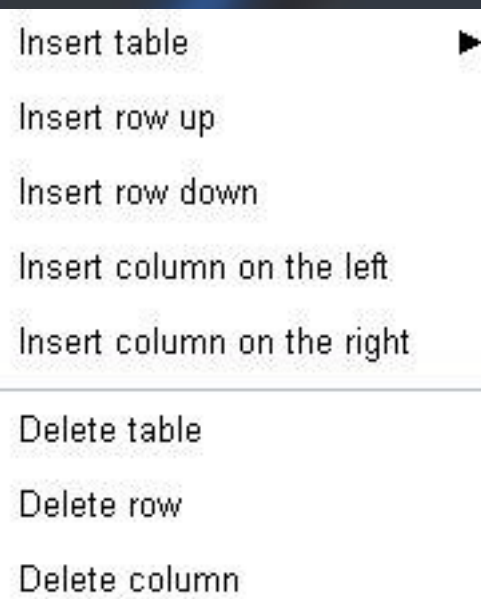 Insert table
Insert row up
Insert row down
Insert column on the left
Insert column on the right
Delete table
Delete row
Delete column